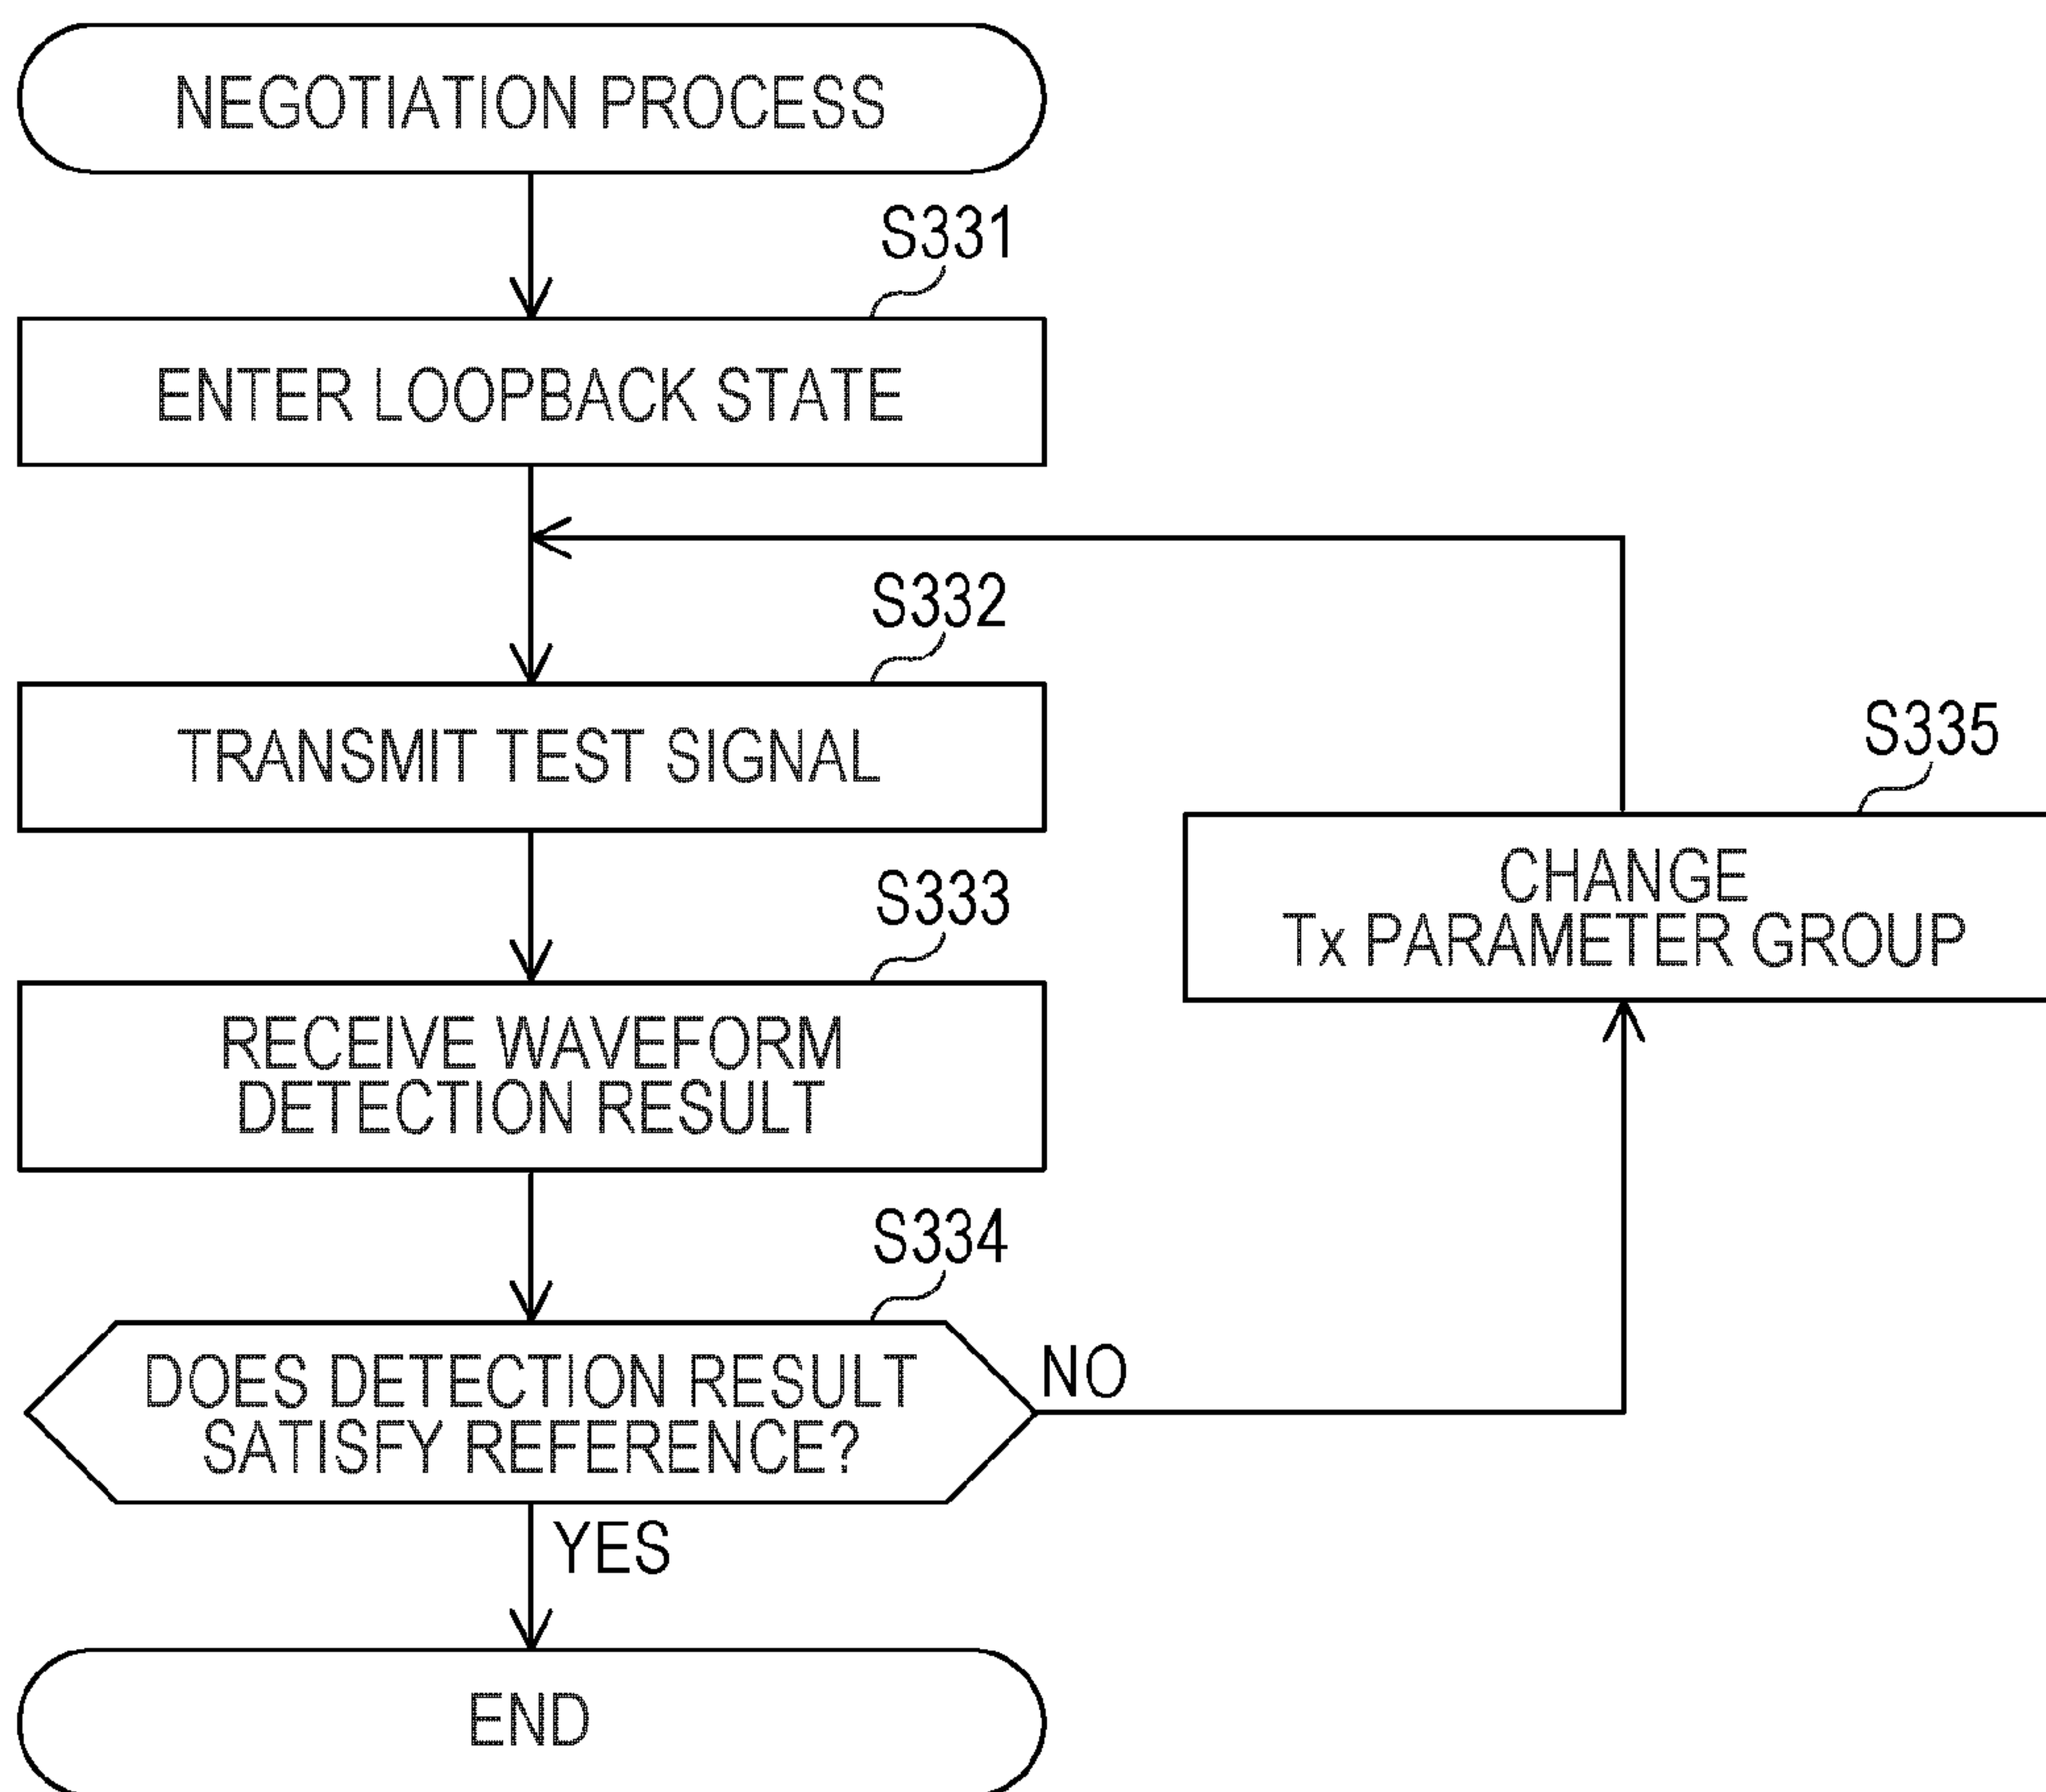 NEGOTIATION PROCESS
S331
ENTER LOOPBACK STATE
S332
TRANSMIT TEST SIGNAL
S335
CHANGE
Tx PARAMETER GROUP
S333
RECEIVE WAVEFORM
DETECTION RESULT
S334
DOES DETECTION RESULT
SATISFY REFERENCE?
NO
YES
END